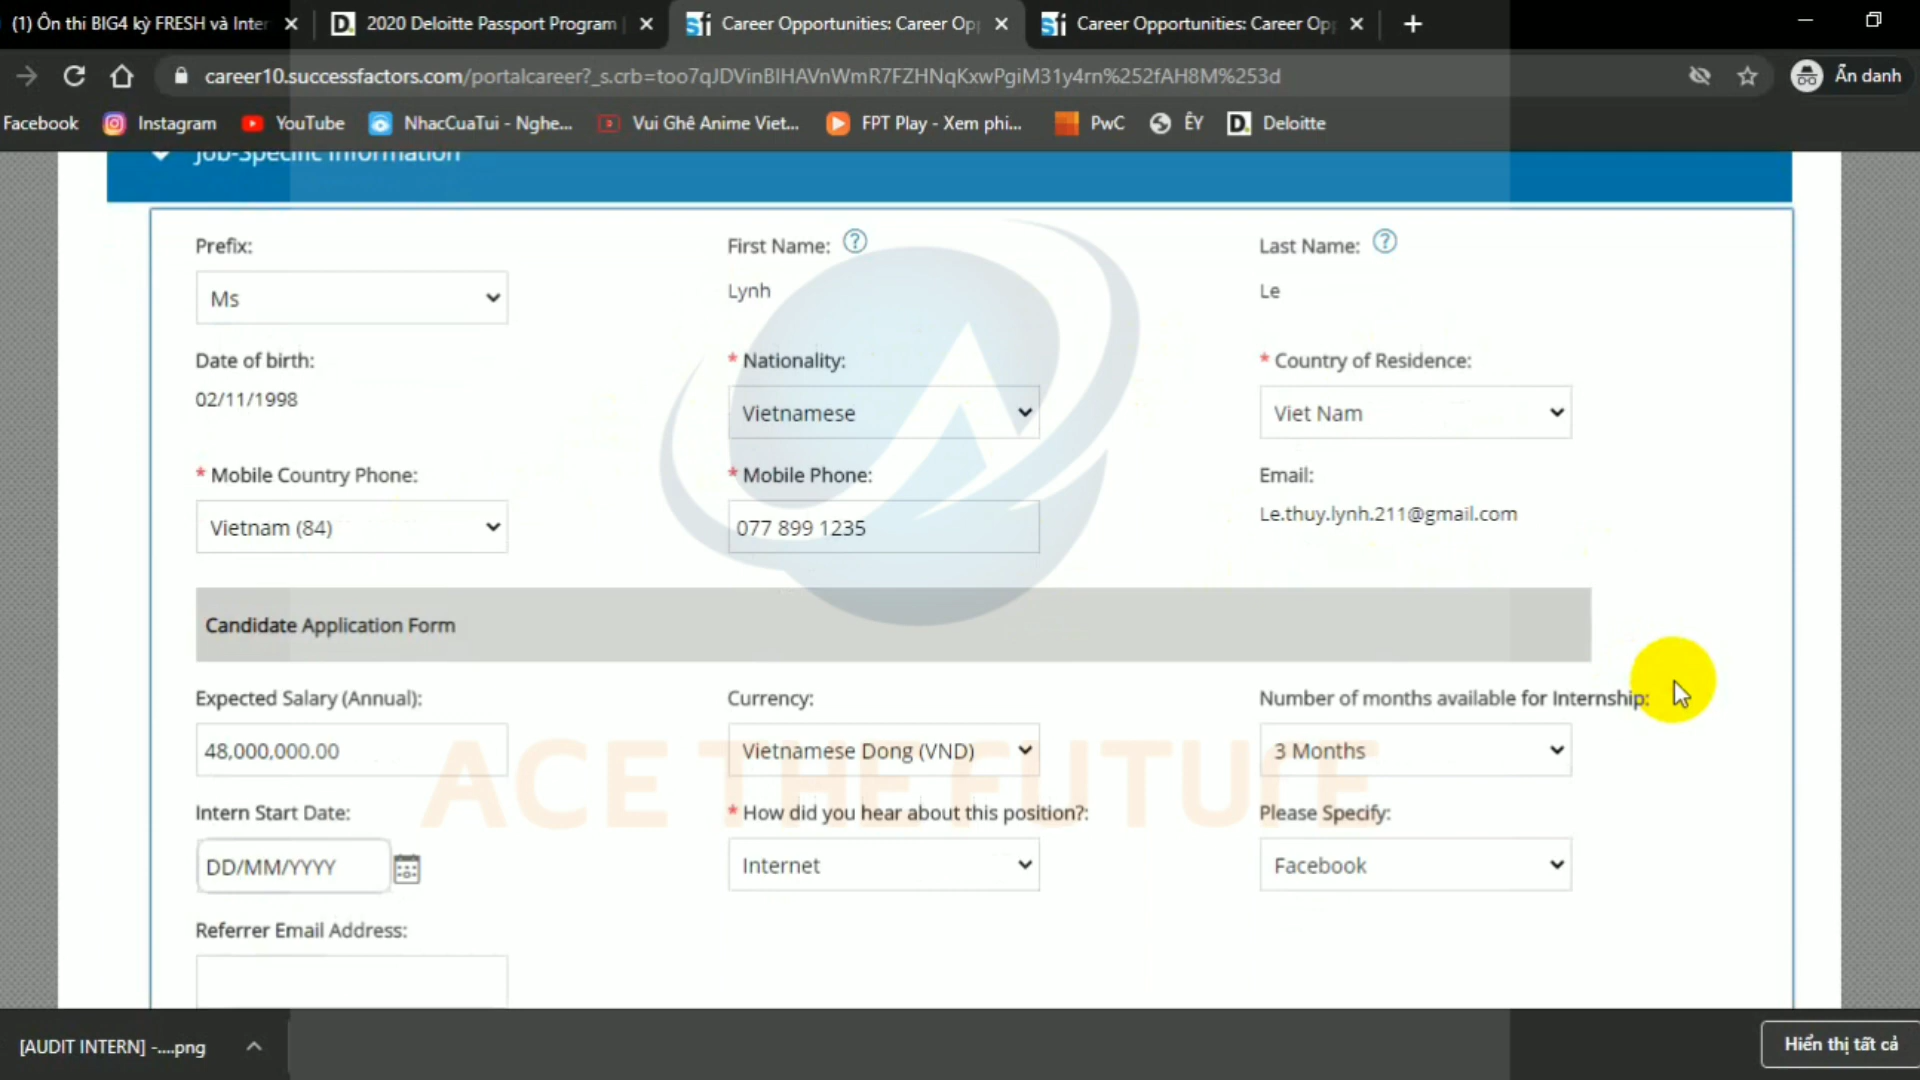 (1) Ôn thi BIG4 kỳ FRESH và Inter
2020 Deloitte Passport Program
Career Opportunities: Career Op
Career Opportunities: Career Op
career10.successfactors.com/portalcareer?_s.crb=too7qJDVinBlHAVnWmR7FZHNqKxwPgiM31y4rn%252fAH8M%253d
Ẩn danh
Facebook
Instagram
YouTube
NhacCuaTui - Nghe...
Vui Ghê Anime Viet...
FPT Play - Xem phi...
PwC
ÊY
Deloitte
Job-Specific Information
Prefix:
First Name:
Last Name:
Ms
Lynh
Le
Date of birth:
* Nationality:
* Country of Residence:
02/11/1998
Vietnamese
Viet Nam
* Mobile Country Phone:
* Mobile Phone:
Email:
Vietnam (84)
077 899 1235
Le.thuy.lynh.211@gmail.com
Candidate Application Form
Expected Salary (Annual):
Currency:
Number of months available for Internship:
48,000,000.00
Vietnamese Dong (VND)
3 Months
ACE THE FUTURE
Intern Start Date:
* How did you hear about this position?:
Please Specify:
DD/MM/YYYY
Internet
Facebook
Referrer Email Address:
[AUDIT INTERN] -....png
Hiển thị tất cả